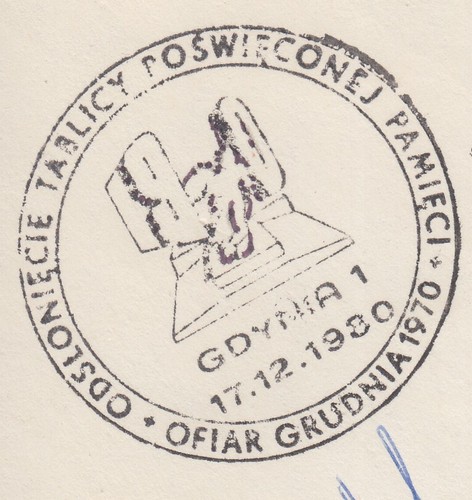 ODSŁONIĘCIE TABLICY POŚWIĘCONEJ PAMIĘCI + OFIAR GRUDNIA 1970 +
GDYNIA 1
17.12.1980